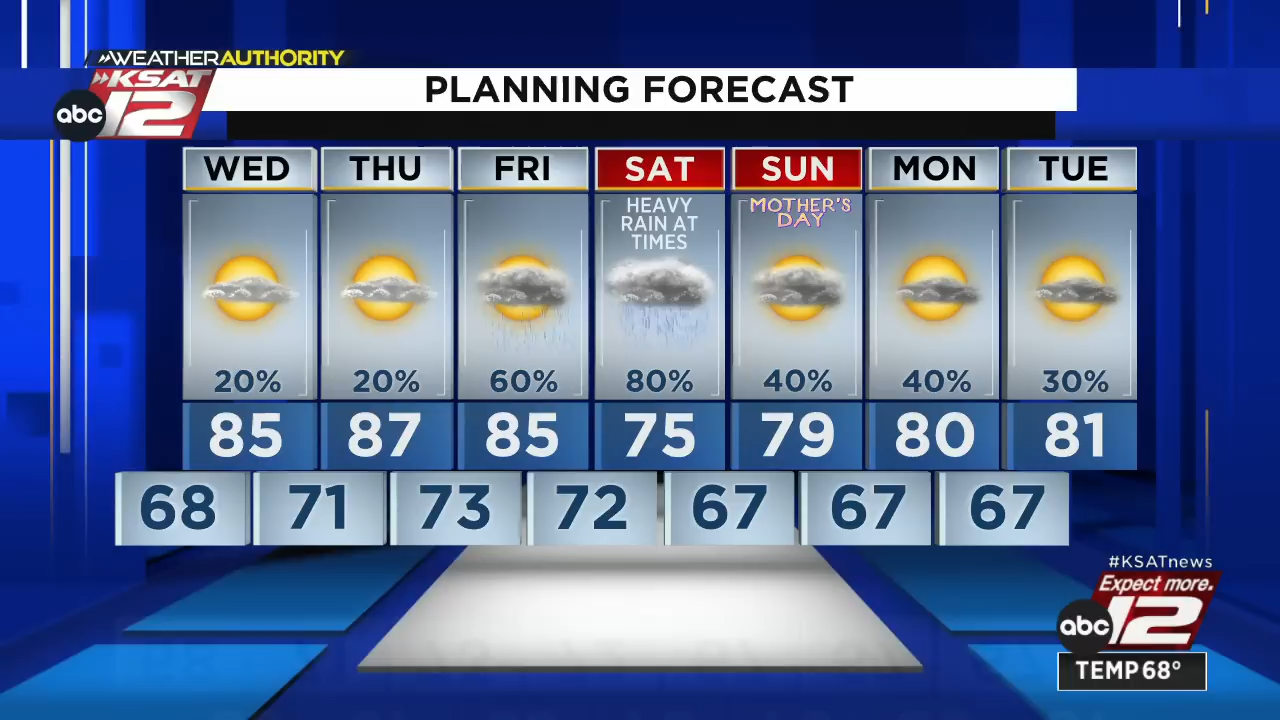 WEATHERAUTHORITY
KSAT
abc 12
PLANNING FORECAST
WED THU FRI SAT SUN MON TUE
HEAVY
RAIN AT
TIMES
MOTHER'S
DAY
20% 20% 60% 80% 40% 40% 30%
85 87 85 75 79 80 81
68 71 73 72 67 67 67
#KSATnews
Expect more.
abc 12
TEMP 68°